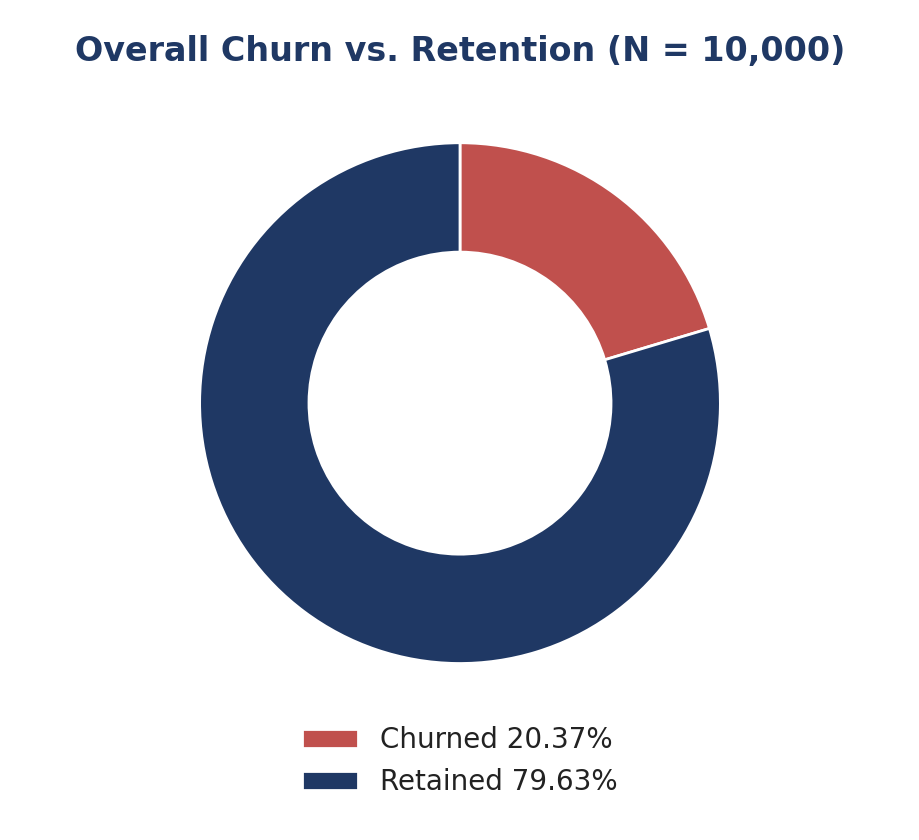 Overall Churn vs. Retention (N = 10,000)
Churned 20.37%
Retained 79.63%